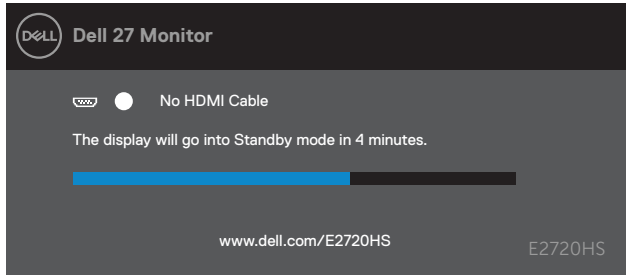 DELL
Dell 27 Monitor
No HDMI Cable
The display will go into Standby mode in 4 minutes.
www.dell.com/E2720HS
E2720HS